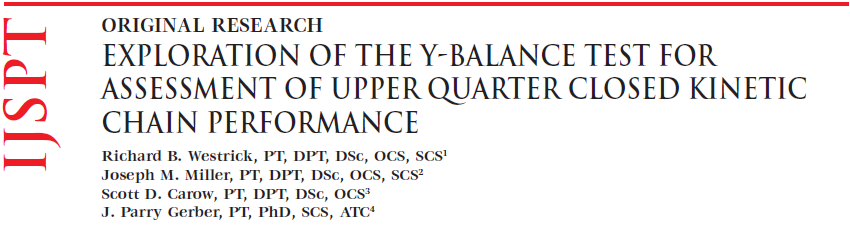 IJSPT
ORIGINAL RESEARCH
EXPLORATION OF THE Y-BALANCE TEST FOR
ASSESSMENT OF UPPER QUARTER CLOSED KINETIC
CHAIN PERFORMANCE
Richard B. Westrick, PT, DPT, DSc, OCS, SCS¹
Joseph M. Miller, PT, DPT, DSc, OCS, SCS²
Scott D. Carow, PT, DPT, DSc, OCS³
J. Parry Gerber, PT, PhD, SCS, ATC⁴